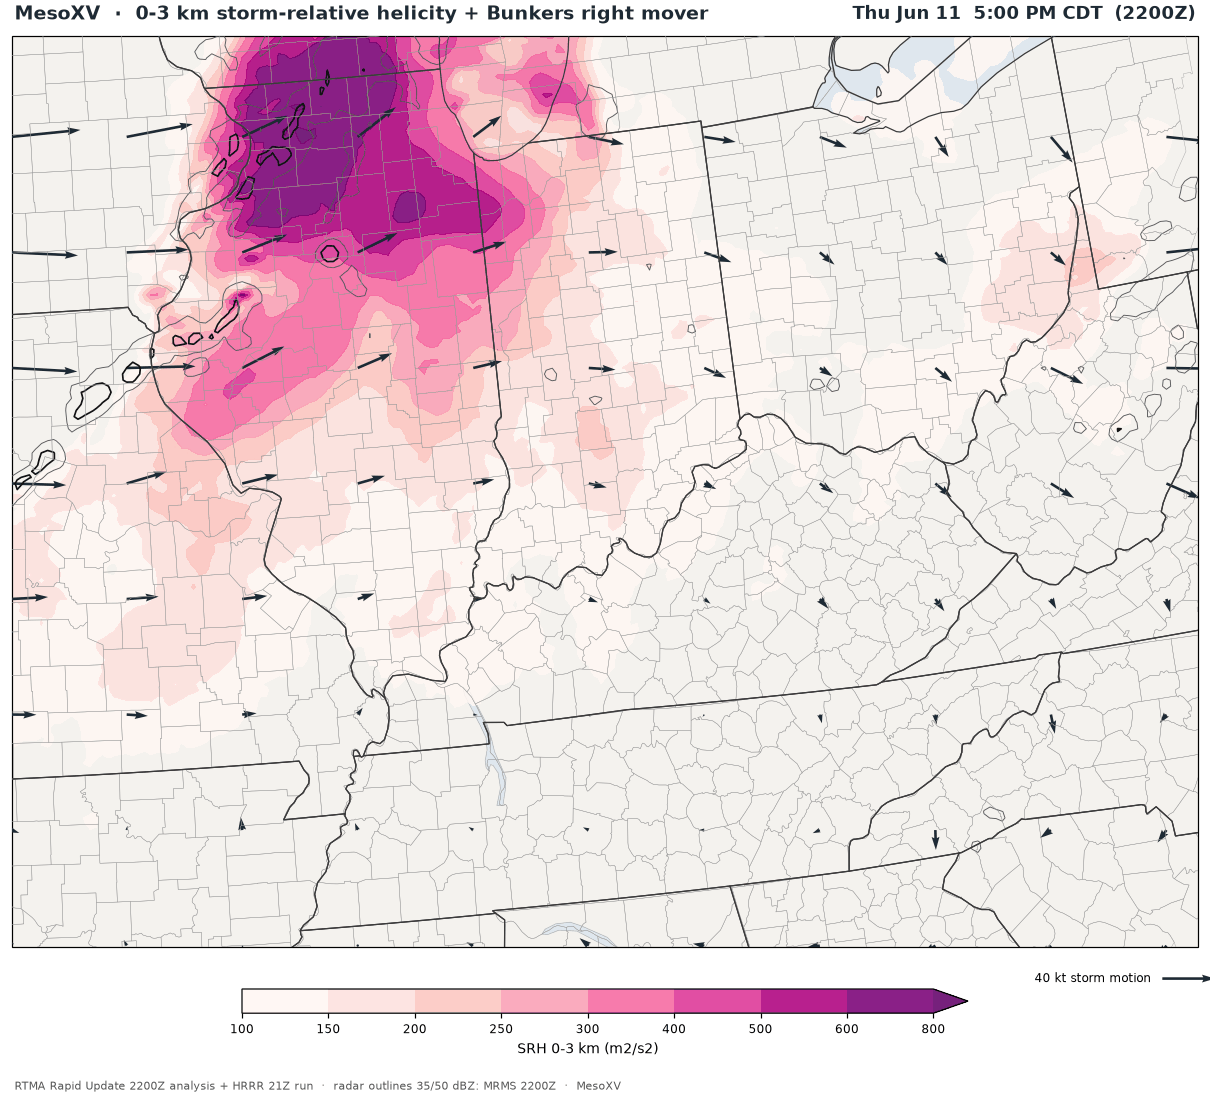 MesoXV · 0-3 km storm-relative helicity + Bunkers right mover
Thu Jun 11 5:00 PM CDT (2200Z)
40 kt storm motion
100 150 200 250 300 400 500 600 800
SRH 0-3 km (m2/s2)
RTMA Rapid Update 2200Z analysis + HRRR 21Z run · radar outlines 35/50 dBZ: MRMS 2200Z · MesoXV